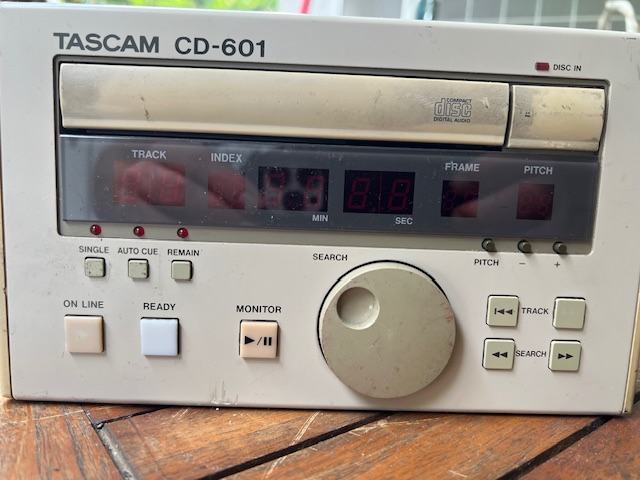 TASCAM CD-601
DISC IN
COMPACT
disc
DIGITAL AUDIO
TRACK INDEX FRAME PITCH
MIN SEC
SINGLE AUTO CUE REMAIN
SEARCH
PITCH − +
ON LINE READY MONITOR
TRACK
SEARCH